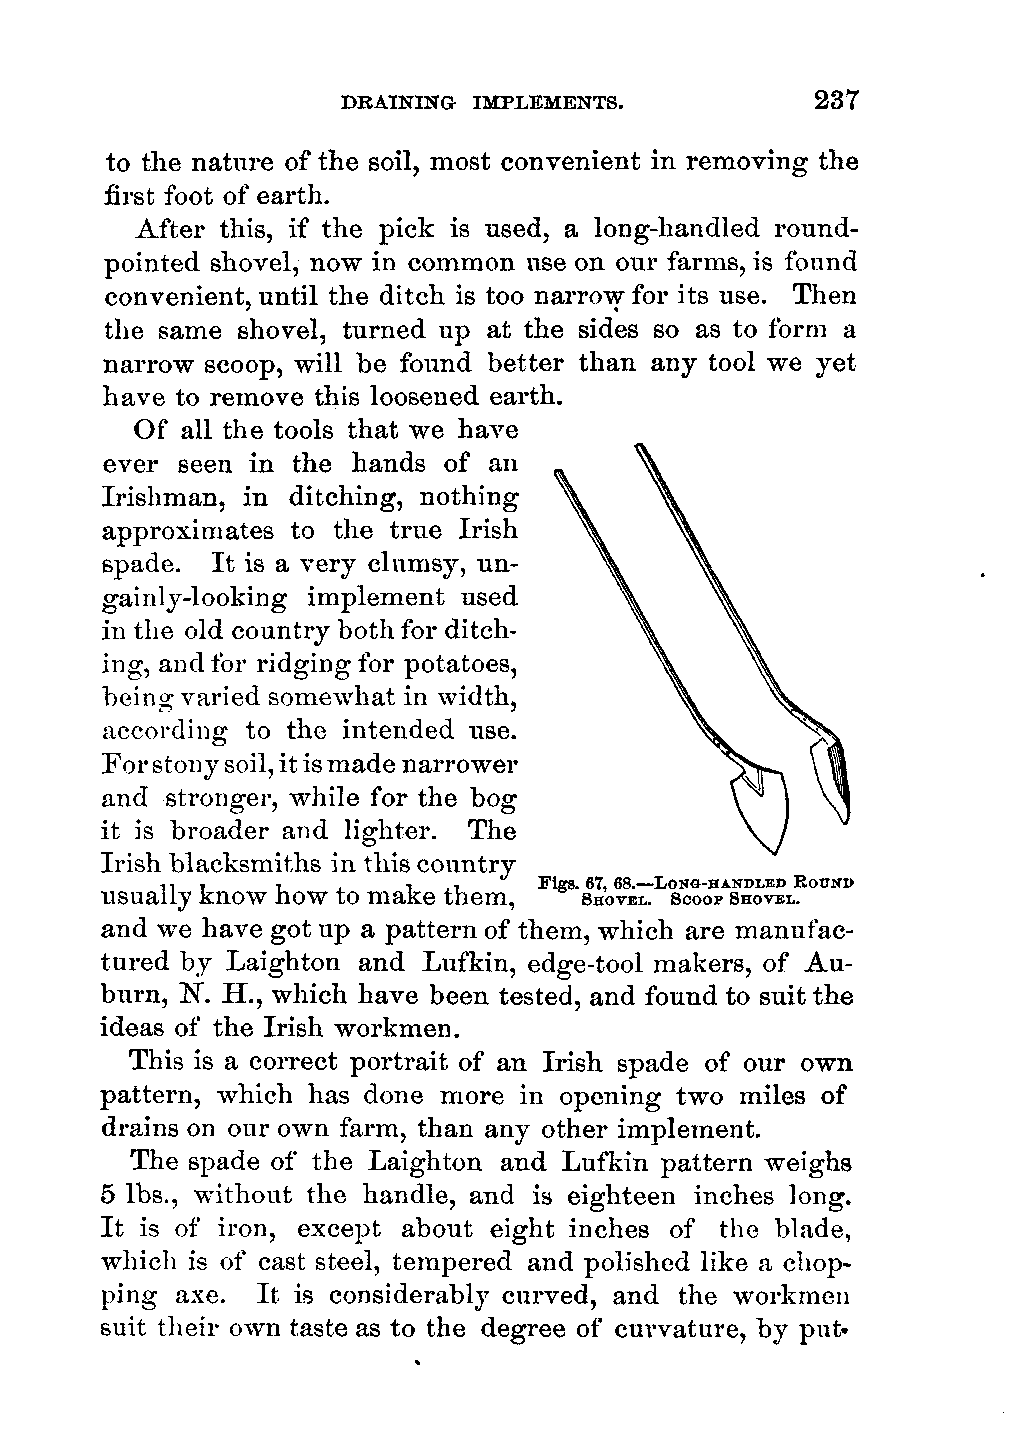 DRAINING IMPLEMENTS. 237
to the nature of the soil, most convenient in removing the
first foot of earth.
After this, if the pick is used, a long-handled round-
pointed shovel, now in common use on our farms, is found
convenient, until the ditch is too narrow for its use. Then
the same shovel, turned up at the sides so as to form a
narrow scoop, will be found better than any tool we yet
have to remove this loosened earth.
Of all the tools that we have
ever seen in the hands of an
Irishman, in ditching, nothing
approximates to the true Irish
spade. It is a very clumsy, un-
gainly-looking implement used
in the old country both for ditch-
ing, and for ridging for potatoes,
being varied somewhat in width,
according to the intended use.
For stony soil, it is made narrower
and stronger, while for the bog
it is broader and lighter. The
Irish blacksmiths in this country
usually know how to make them,
Figs. 67, 68.—LONG-HANDLED ROUND
SHOVEL. SCOOP SHOVEL.
and we have got up a pattern of them, which are manufac-
tured by Laighton and Lufkin, edge-tool makers, of Au-
burn, N. H., which have been tested, and found to suit the
ideas of the Irish workmen.
This is a correct portrait of an Irish spade of our own
pattern, which has done more in opening two miles of
drains on our own farm, than any other implement.
The spade of the Laighton and Lufkin pattern weighs
5 lbs., without the handle, and is eighteen inches long.
It is of iron, except about eight inches of the blade,
which is of cast steel, tempered and polished like a chop-
ping axe. It is considerably curved, and the workmen
suit their own taste as to the degree of curvature, by put-